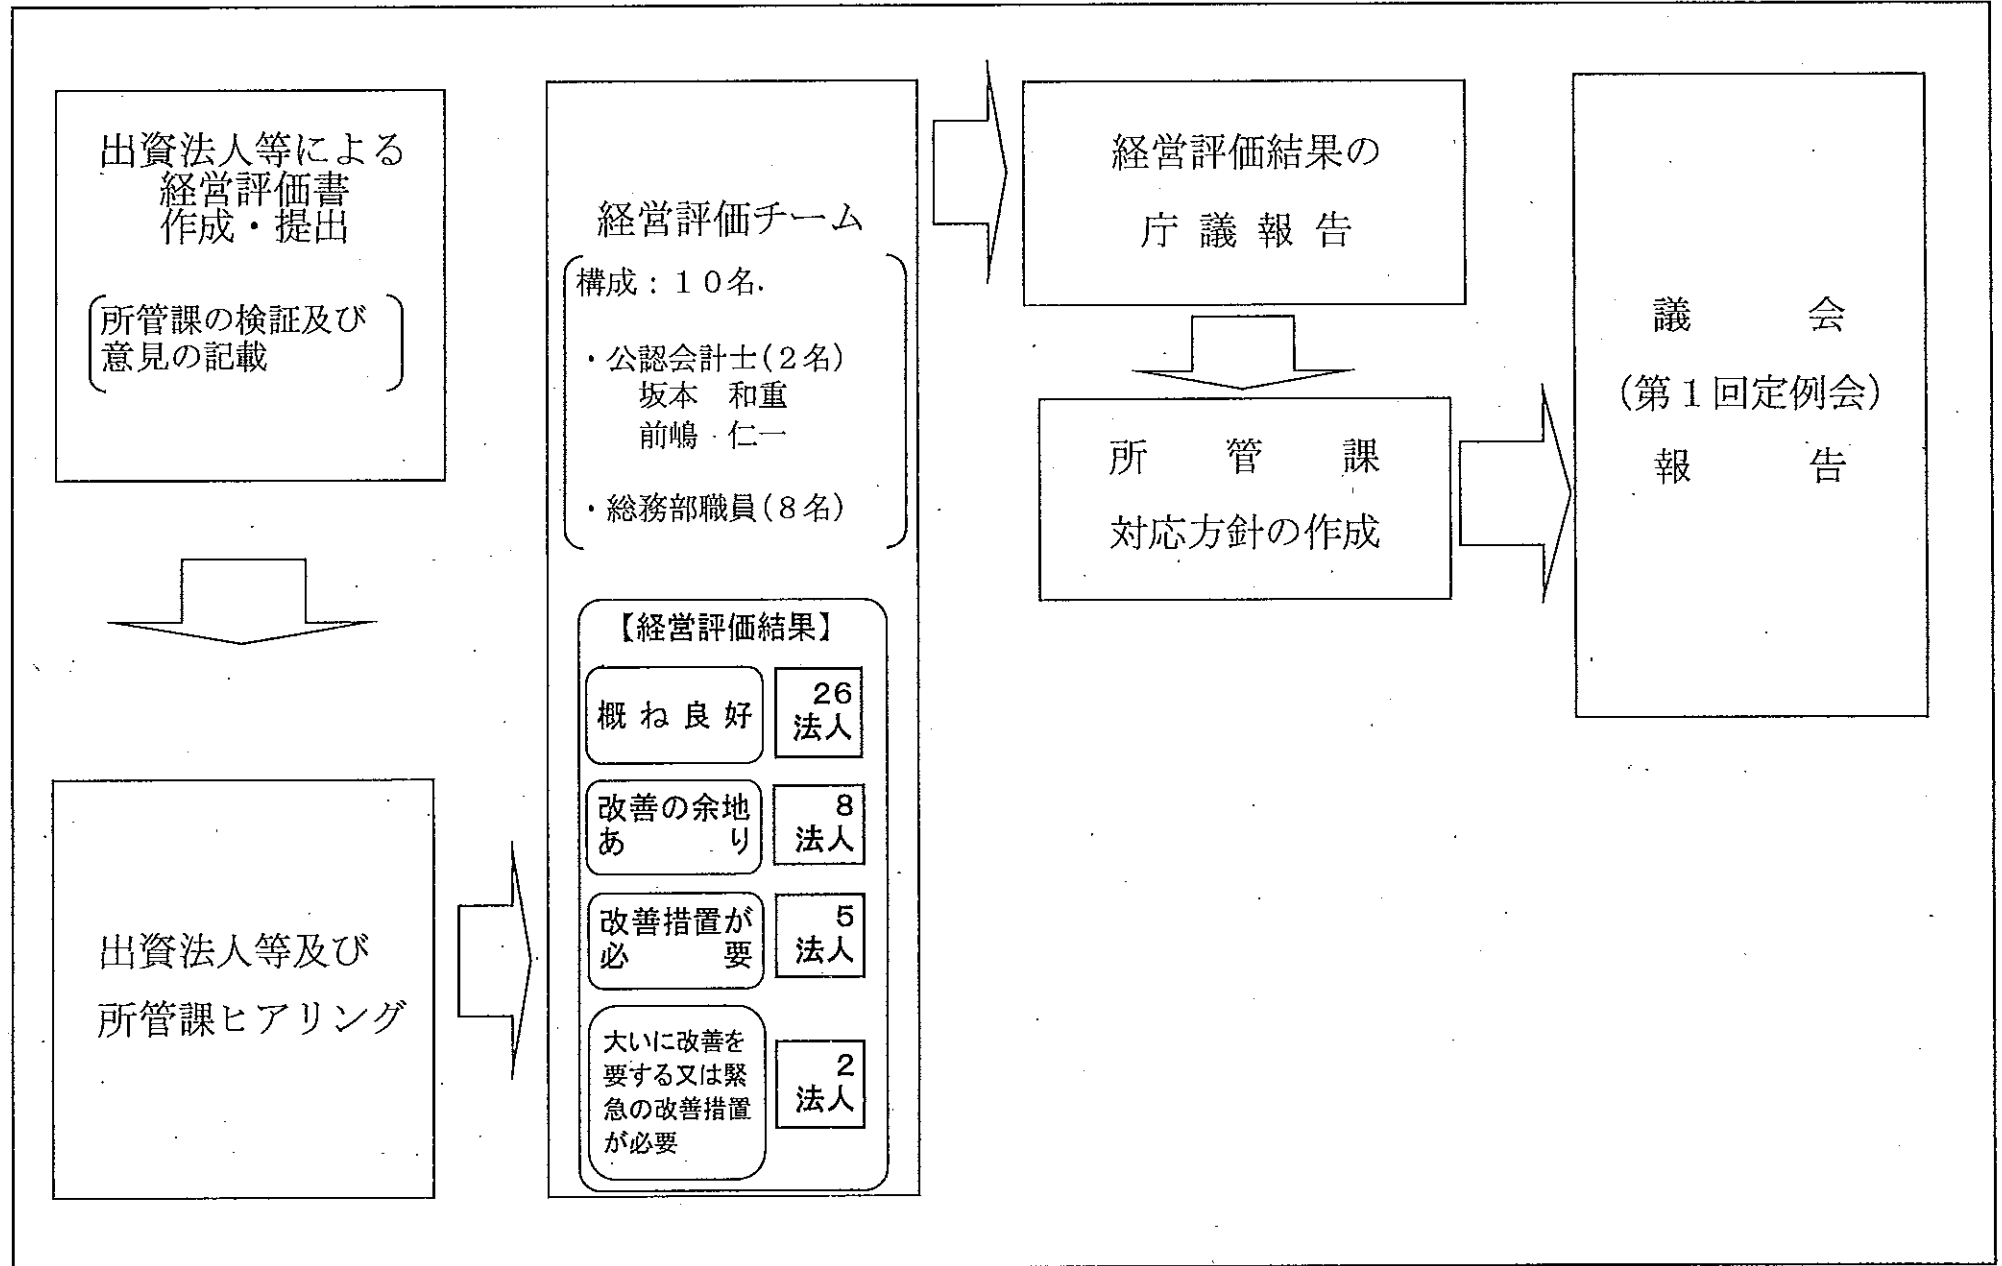 出資法人等による
経営評価書
作成・提出
所管課の検証及び
意見の記載
出資法人等及び
所管課ヒアリング
経営評価チーム
構成：１０名.
・公認会計士(２名)
坂本　和重
前嶋　仁一
・総務部職員(８名)
【経営評価結果】
概ね良好
26
法人
改善の余地
あり
8
法人
改善措置が
必要
5
法人
大いに改善を
要する又は緊
急の改善措置
が必要
2
法人
経営評価結果の
庁議報告
所管課
対応方針の作成
議会
(第１回定例会)
報告